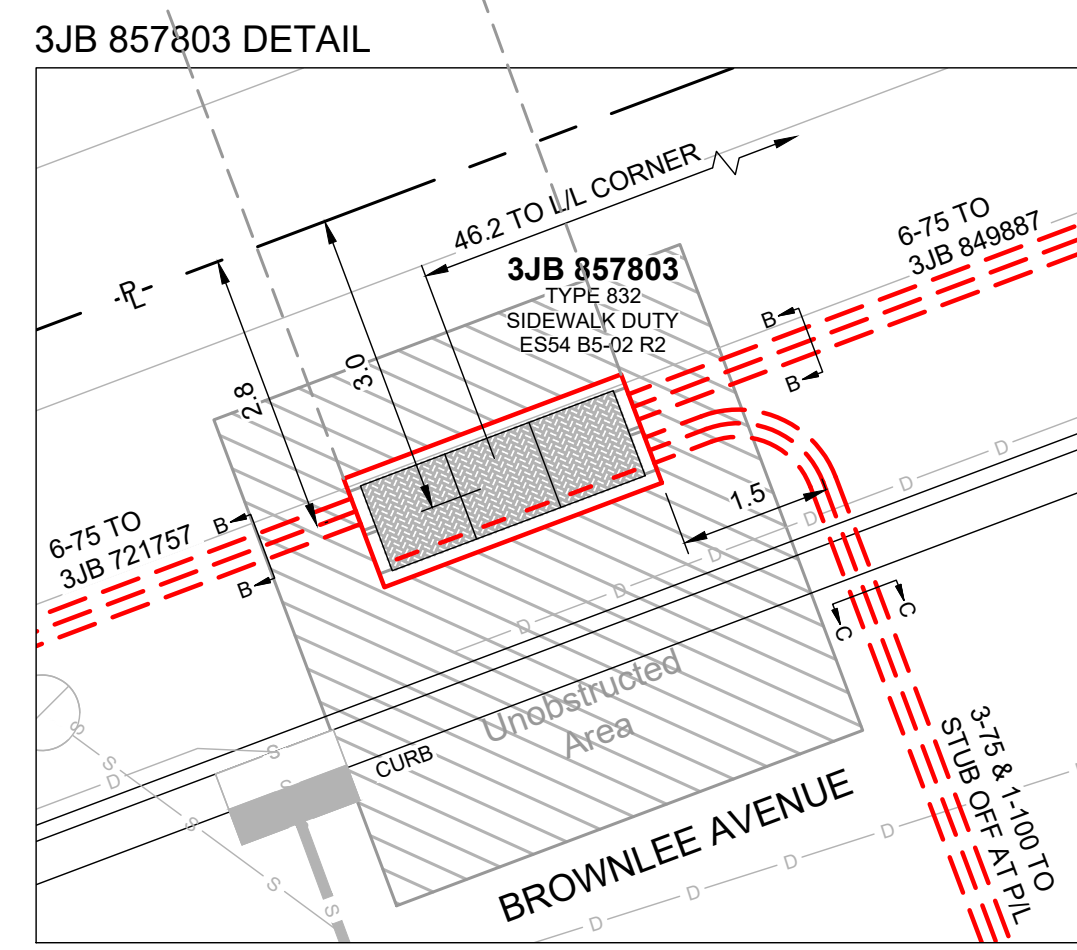 3JB 857803 DETAIL
46.2 TO L/L CORNER
6-75 TO
3JB 849887
-PL-
3JB 857803
TYPE 832
SIDEWALK DUTY
ES54 B5-02 R2
B
B
2.8
3.0
6-75 TO
3JB 721757
B
B
1.5
D
D
D
D
D
D
C
C
Unobstructed
Area
CURB
BROWNLEE AVENUE
3-75 & 1-100 TO
STUB OFF AT P/L
S
S
S
S
S
S
S
D
D
D
D
D
D